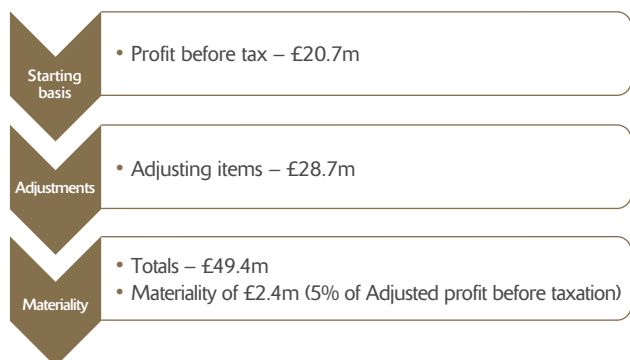 Starting
basis
• Profit before tax – £20.7m
Adjustments
• Adjusting items – £28.7m
Materiality
• Totals – £49.4m
• Materiality of £2.4m (5% of Adjusted profit before taxation)